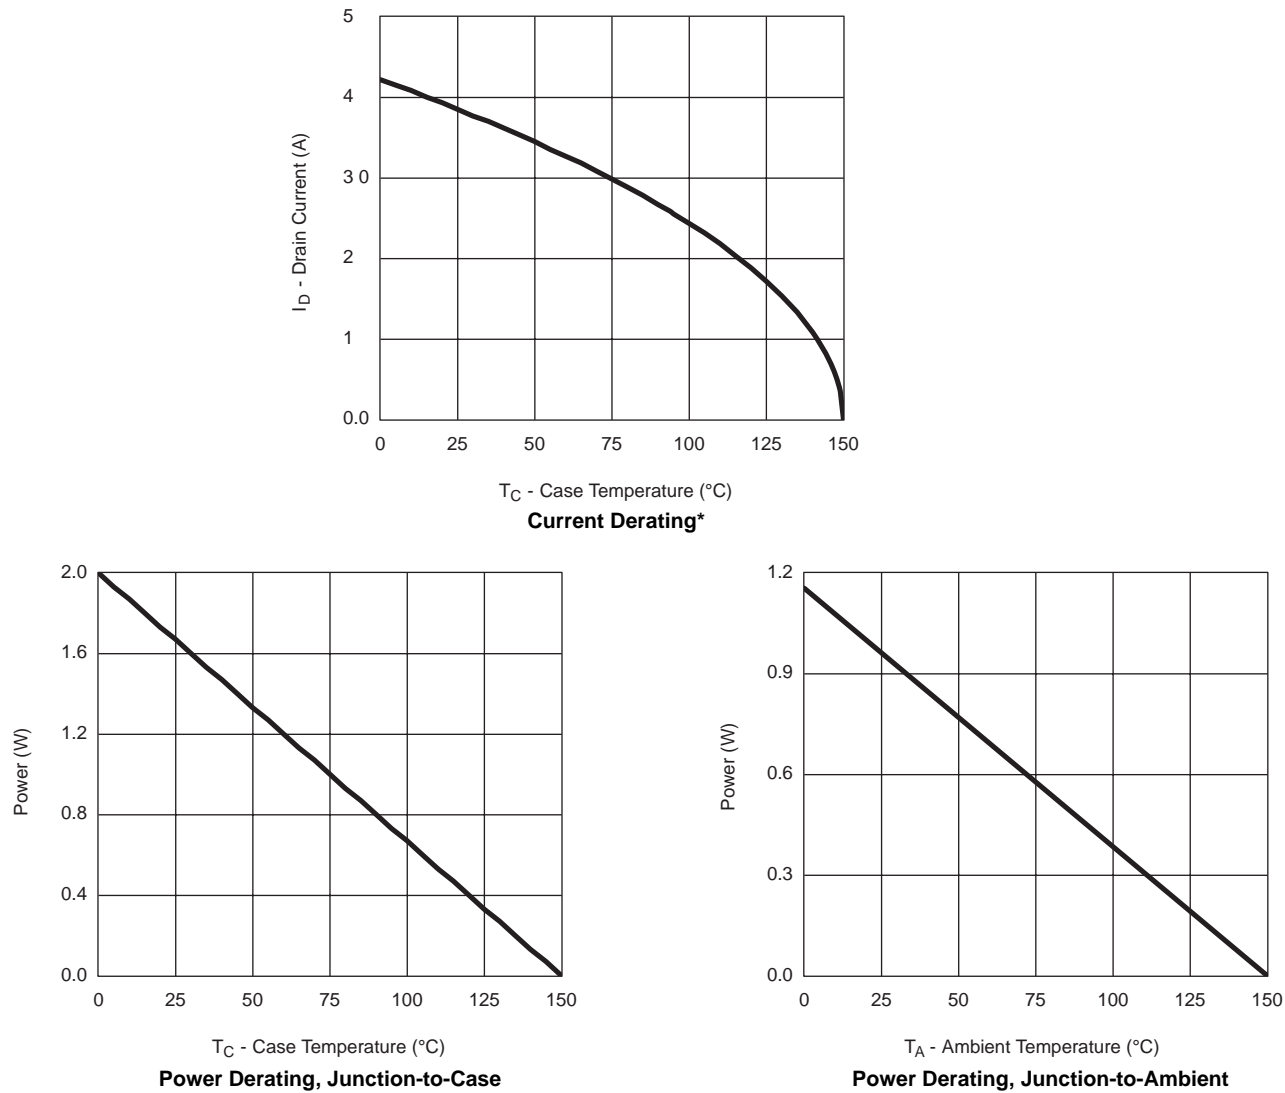 5
4
3 0
2
1
0.0
I_D - Drain Current (A)
0 25 50 75 100 125 150
T_C - Case Temperature (°C)
Current Derating*
2.0
1.6
1.2
0.8
0.4
0.0
Power (W)
0 25 50 75 100 125 150
T_C - Case Temperature (°C)
Power Derating, Junction-to-Case
1.2
0.9
0.6
0.3
0.0
Power (W)
0 25 50 75 100 125 150
T_A - Ambient Temperature (°C)
Power Derating, Junction-to-Ambient